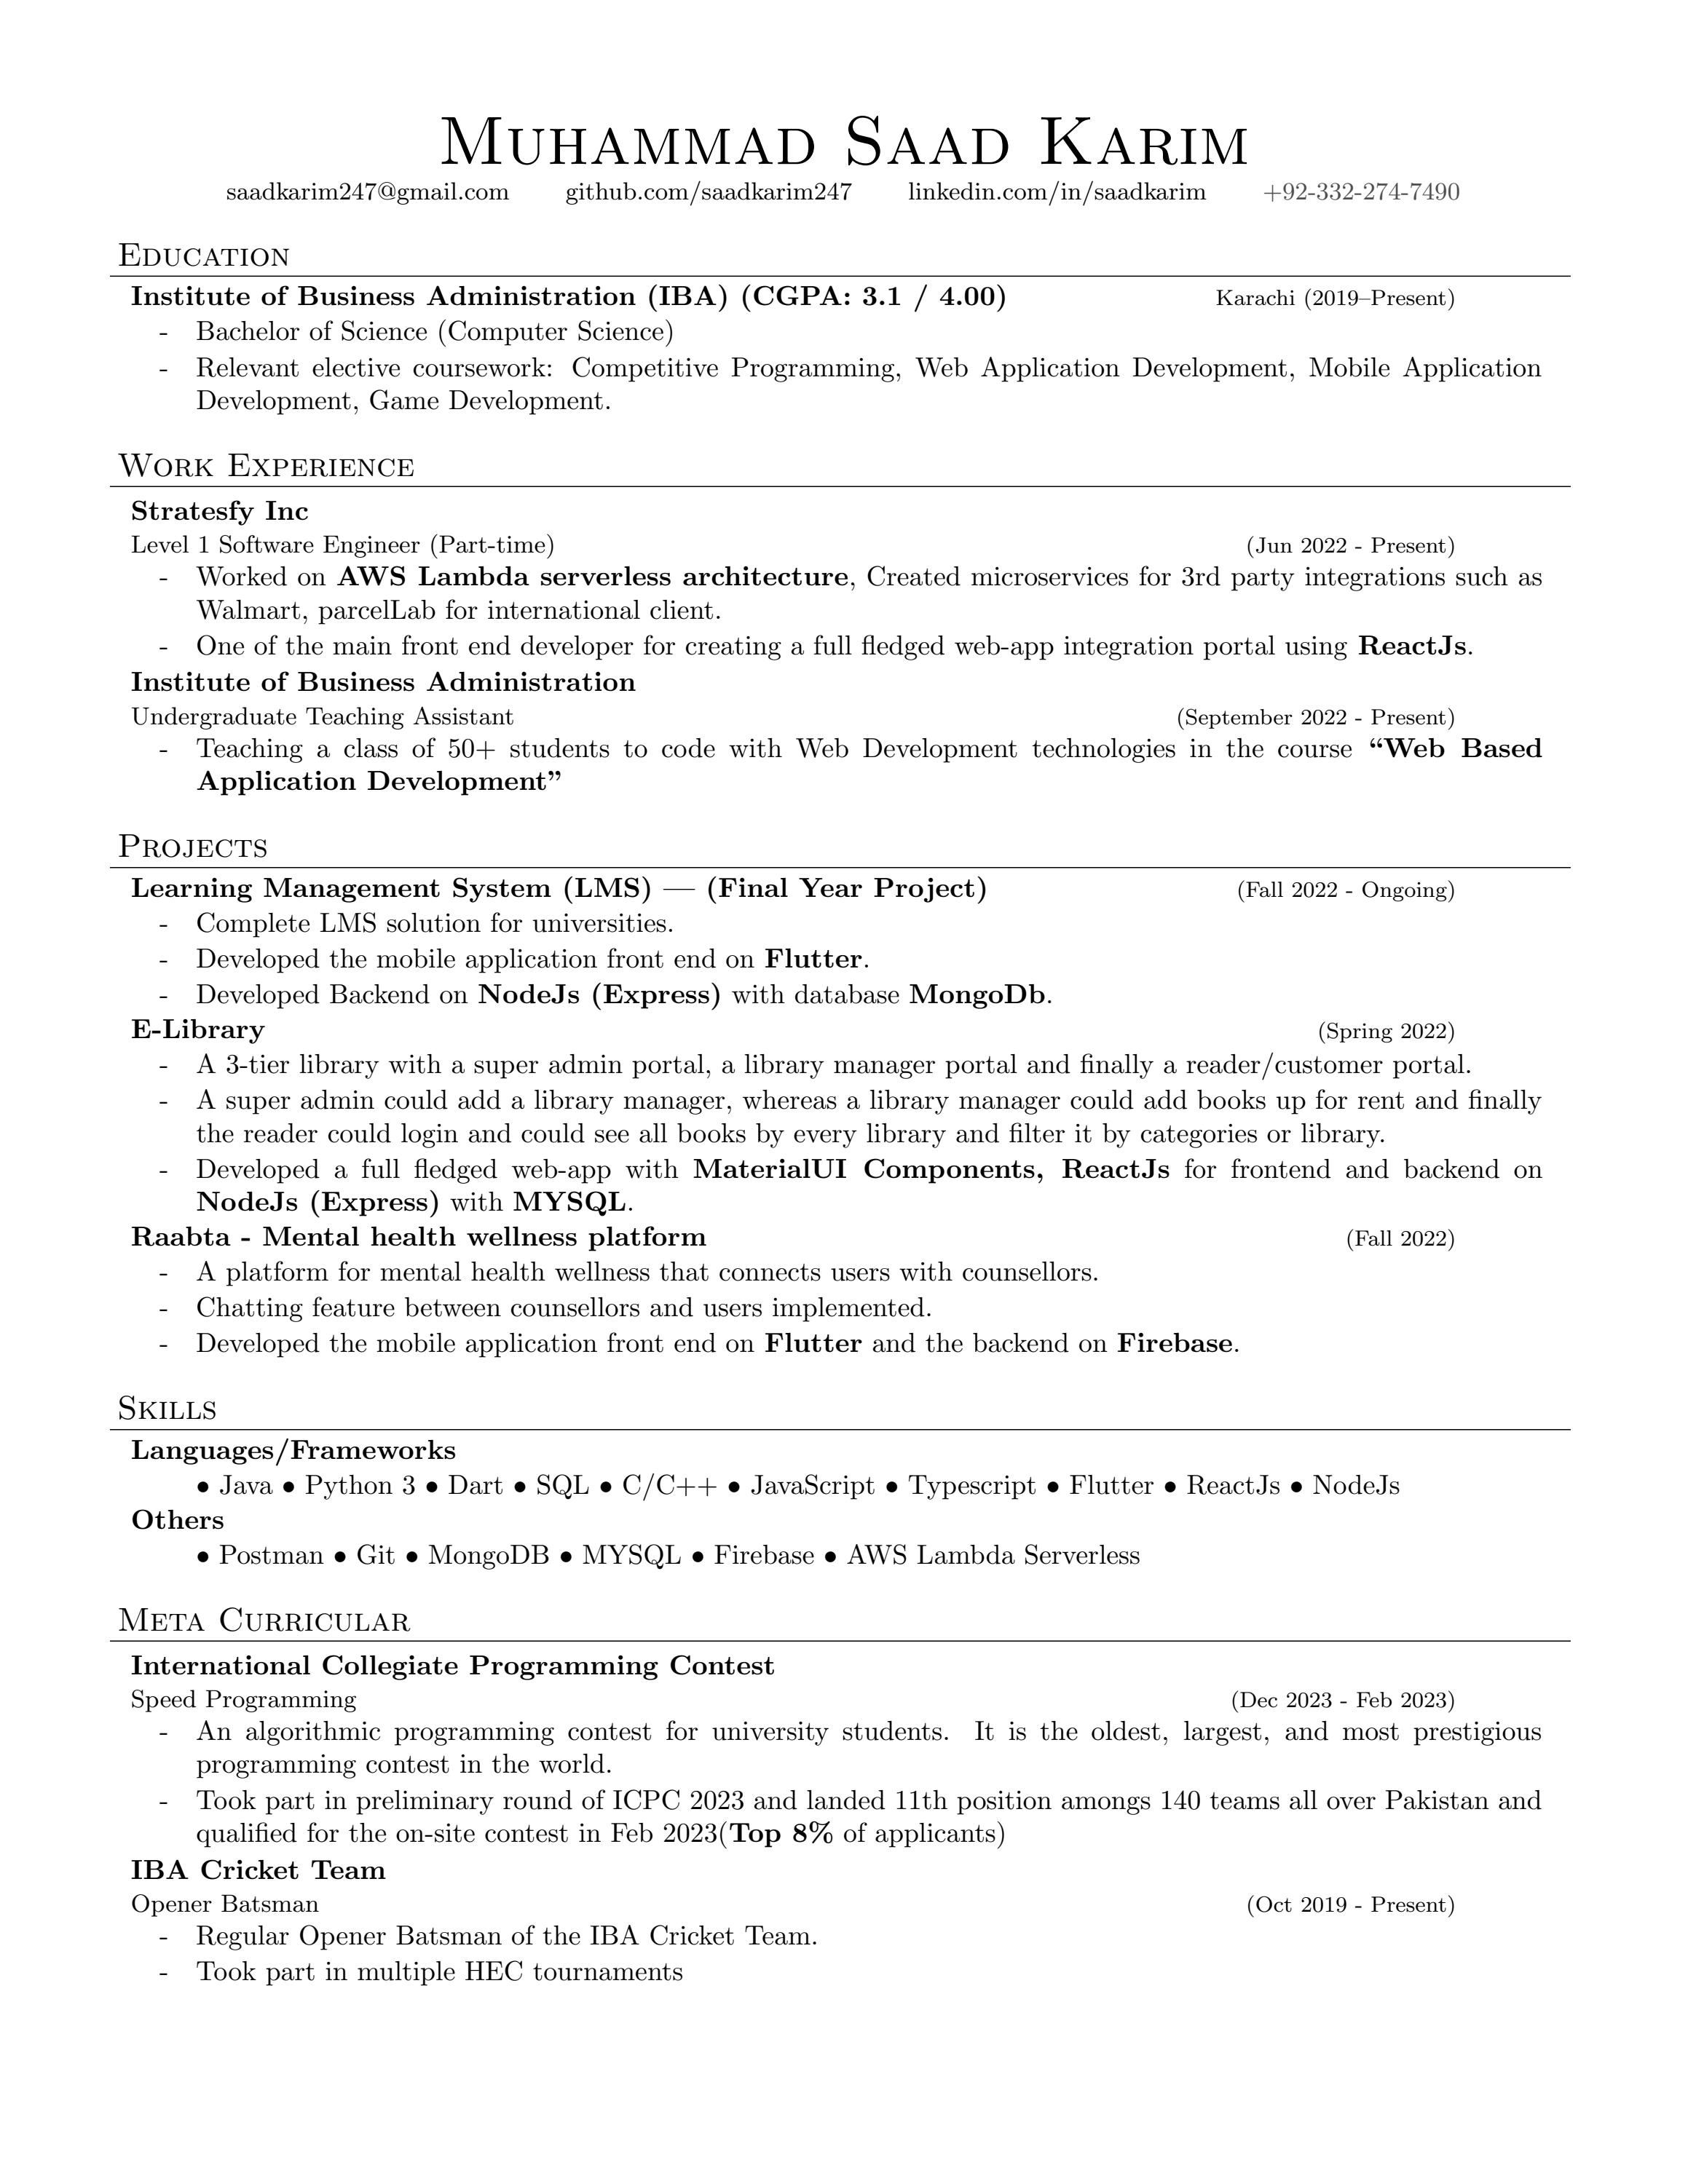 Muhammad Saad Karim
saadkarim247@gmail.com github.com/saadkarim247 linkedin.com/in/saadkarim +92-332-274-7490
Education
Institute of Business Administration (IBA) (CGPA: 3.1 / 4.00) Karachi (2019–Present)
- Bachelor of Science (Computer Science)
- Relevant elective coursework: Competitive Programming, Web Application Development, Mobile Application
Development, Game Development.
Work Experience
Stratesfy Inc
Level 1 Software Engineer (Part-time) (Jun 2022 - Present)
- Worked on AWS Lambda serverless architecture, Created microservices for 3rd party integrations such as
Walmart, parcelLab for international client.
- One of the main front end developer for creating a full fledged web-app integration portal using ReactJs.
Institute of Business Administration
Undergraduate Teaching Assistant (September 2022 - Present)
- Teaching a class of 50+ students to code with Web Development technologies in the course “Web Based
Application Development”
Projects
Learning Management System (LMS) — (Final Year Project) (Fall 2022 - Ongoing)
- Complete LMS solution for universities.
- Developed the mobile application front end on Flutter.
- Developed Backend on NodeJs (Express) with database MongoDb.
E-Library (Spring 2022)
- A 3-tier library with a super admin portal, a library manager portal and finally a reader/customer portal.
- A super admin could add a library manager, whereas a library manager could add books up for rent and finally
the reader could login and could see all books by every library and filter it by categories or library.
- Developed a full fledged web-app with MaterialUI Components, ReactJs for frontend and backend on
NodeJs (Express) with MYSQL.
Raabta - Mental health wellness platform (Fall 2022)
- A platform for mental health wellness that connects users with counsellors.
- Chatting feature between counsellors and users implemented.
- Developed the mobile application front end on Flutter and the backend on Firebase.
Skills
Languages/Frameworks
• Java • Python 3 • Dart • SQL • C/C++ • JavaScript • Typescript • Flutter • ReactJs • NodeJs
Others
• Postman • Git • MongoDB • MYSQL • Firebase • AWS Lambda Serverless
Meta Curricular
International Collegiate Programming Contest
Speed Programming (Dec 2023 - Feb 2023)
- An algorithmic programming contest for university students. It is the oldest, largest, and most prestigious
programming contest in the world.
- Took part in preliminary round of ICPC 2023 and landed 11th position amongs 140 teams all over Pakistan and
qualified for the on-site contest in Feb 2023(Top 8% of applicants)
IBA Cricket Team
Opener Batsman (Oct 2019 - Present)
- Regular Opener Batsman of the IBA Cricket Team.
- Took part in multiple HEC tournaments